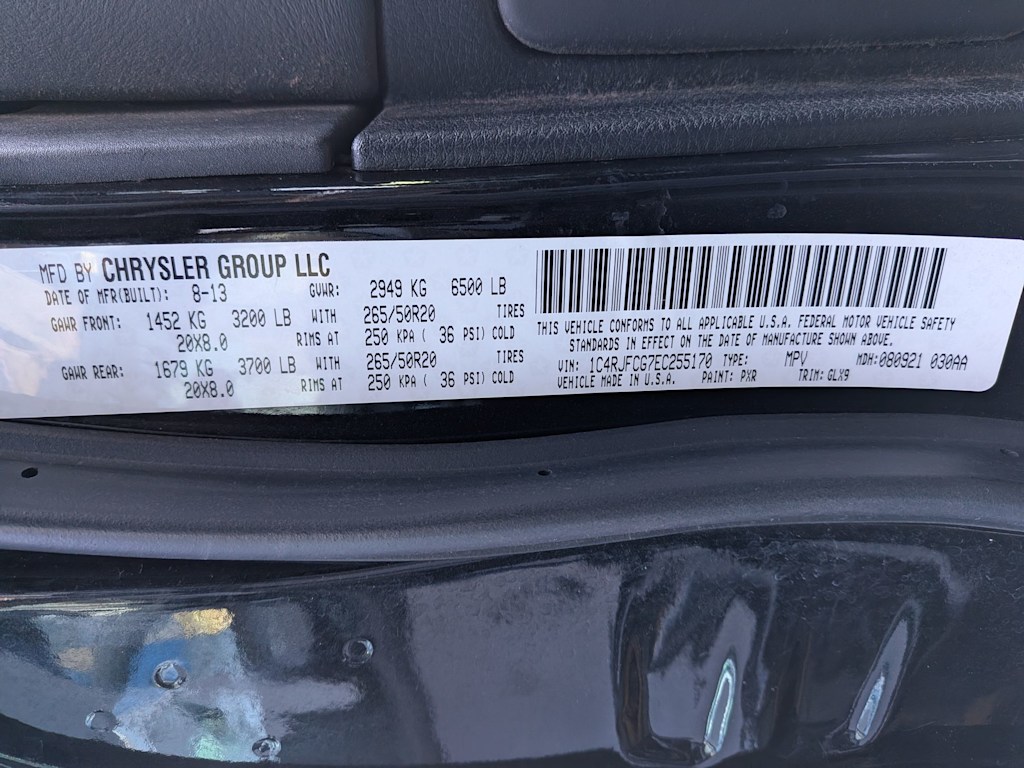 MFD BY CHRYSLER GROUP LLC
DATE OF MFR(BUILT): 8-13 GVWR: 2949 KG 6500 LB
GAWR FRONT: 1452 KG 3200 LB WITH 265/50R20 TIRES
20X8.0 RIMS AT 250 KPA ( 36 PSI) COLD
GAWR REAR: 1679 KG 3700 LB WITH 265/50R20 TIRES
20X8.0 RIMS AT 250 KPA ( 36 PSI) COLD
THIS VEHICLE CONFORMS TO ALL APPLICABLE U.S.A. FEDERAL MOTOR VEHICLE SAFETY
STANDARDS IN EFFECT ON THE DATE OF MANUFACTURE SHOWN ABOVE.
VIN: 1C4RJFCG7EC255170 TYPE: MPV MDH: 080921 030AA
VEHICLE MADE IN U.S.A. PAINT: PXR TRIM: GLX9